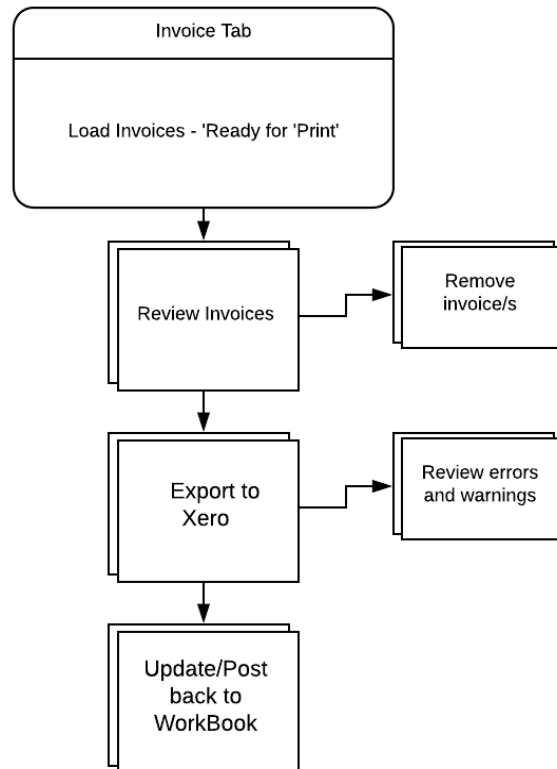 Invoice Tab
Load Invoices - 'Ready for 'Print'
Review Invoices
Remove
invoice/s
Export to
Xero
Review errors
and warnings
Update/Post
back to
WorkBook